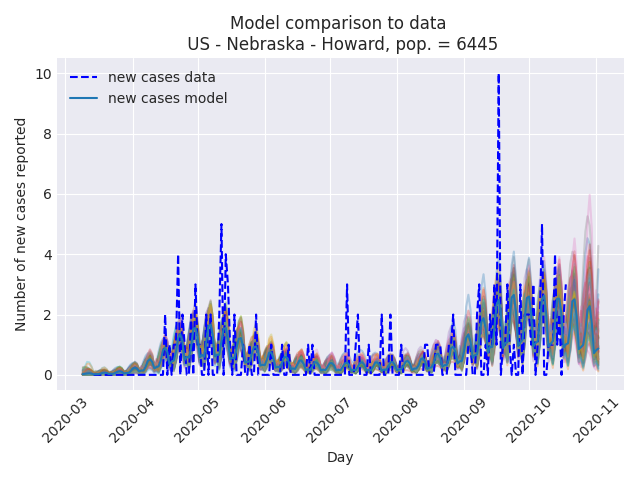 Model comparison to data
US - Nebraska - Howard, pop. = 6445
new cases data
new cases model
Number of new cases reported
10
8
6
4
2
0
2020-03
2020-04
2020-05
2020-06
2020-07
2020-08
2020-09
2020-10
2020-11
Day